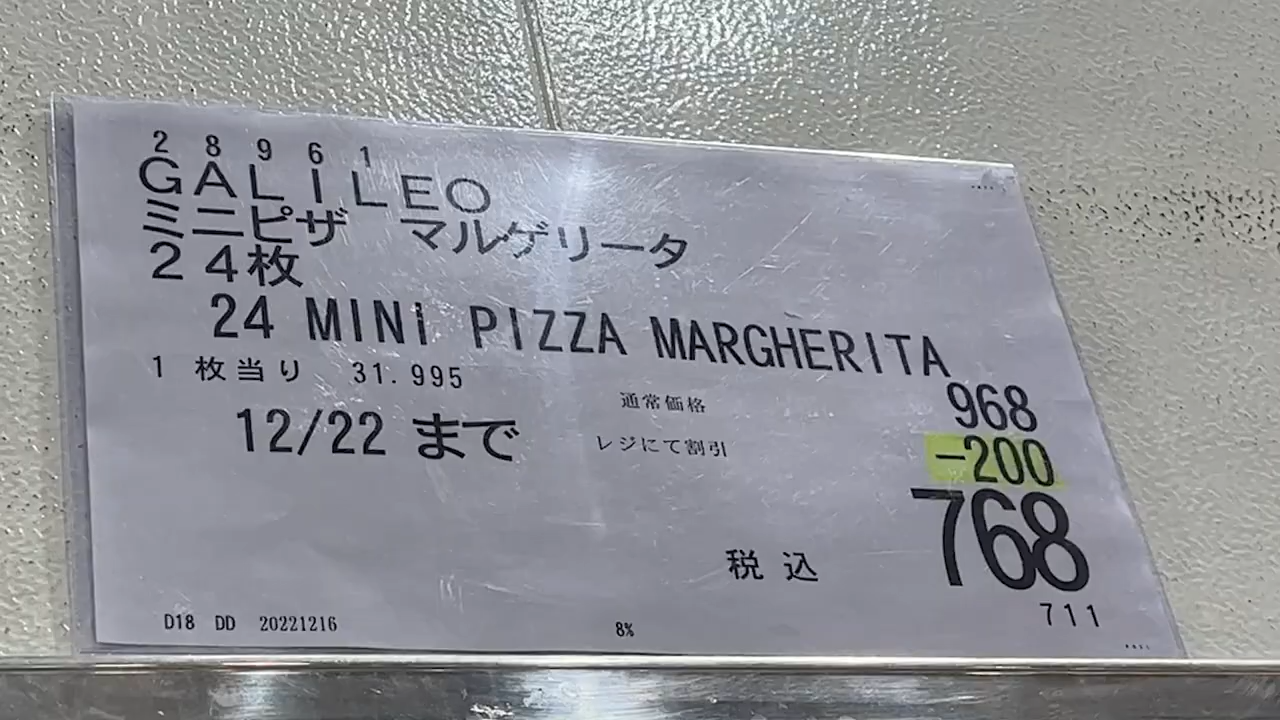 28961
GALILEO
ミニピザ マルゲリータ
24枚
24 MINI PIZZA MARGHERITA
1 枚当り 31.995
通常価格 968
12/22 まで レジにて割引 -200
768
税込
711
D18 DD 20221216 8%